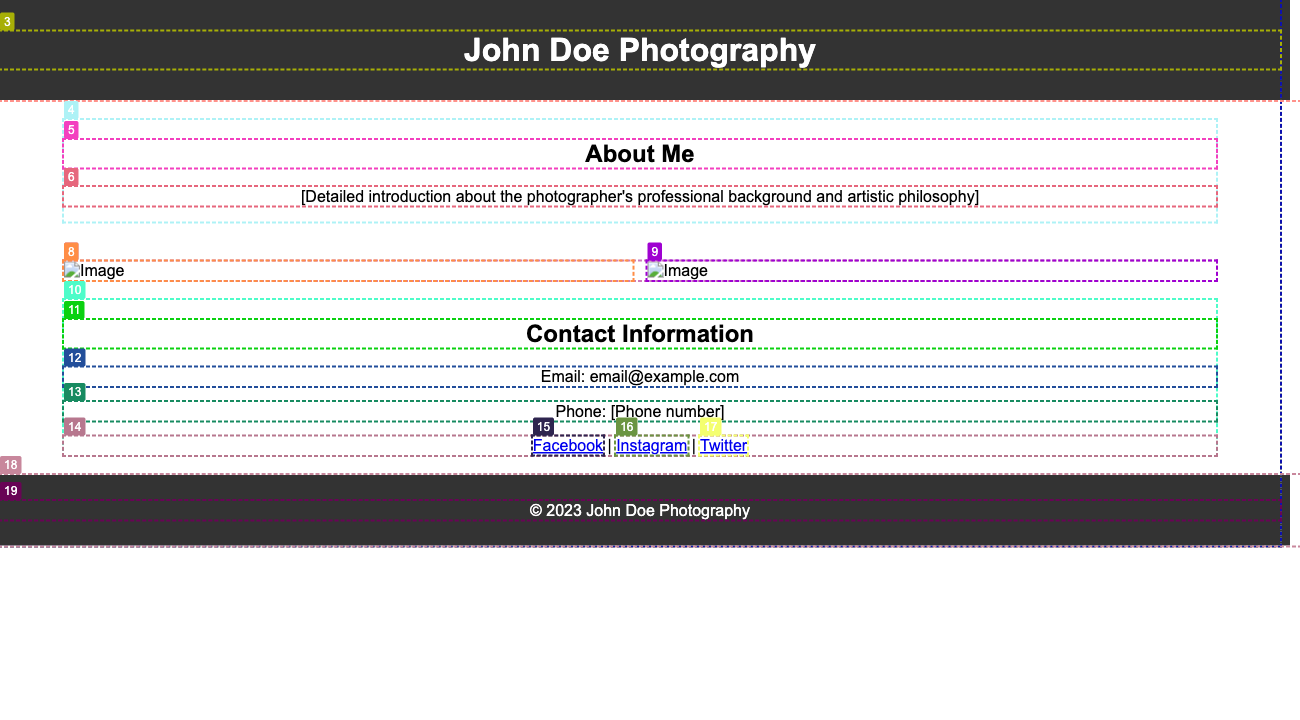 3
John Doe Photography
4
5
About Me
6
[Detailed introduction about the photographer's professional background and artistic philosophy]
8 9
Image Image
10
11
Contact Information
12
Email: email@example.com
13
Phone: [Phone number]
14 15 16 17
Facebook | Instagram | Twitter
18
19
© 2023 John Doe Photography